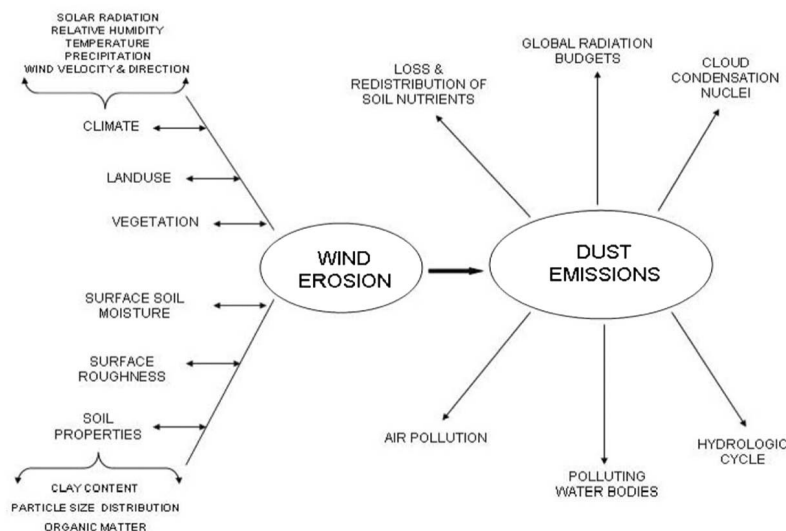 SOLAR RADIATION
RELATIVE HUMIDITY
TEMPERATURE
PRECIPITATION
WIND VELOCITY & DIRECTION
CLIMATE
LANDUSE
VEGETATION
SURFACE SOIL
MOISTURE
SURFACE
ROUGHNESS
SOIL
PROPERTIES
CLAY CONTENT
PARTICLE SIZE DISTRIBUTION
ORGANIC MATTER
WIND
EROSION
DUST
EMISSIONS
LOSS &
REDISTRIBUTION OF
SOIL NUTRIENTS
GLOBAL RADIATION
BUDGETS
CLOUD
CONDENSATION
NUCLEI
AIR POLLUTION
POLLUTING
WATER BODIES
HYDROLOGIC
CYCLE